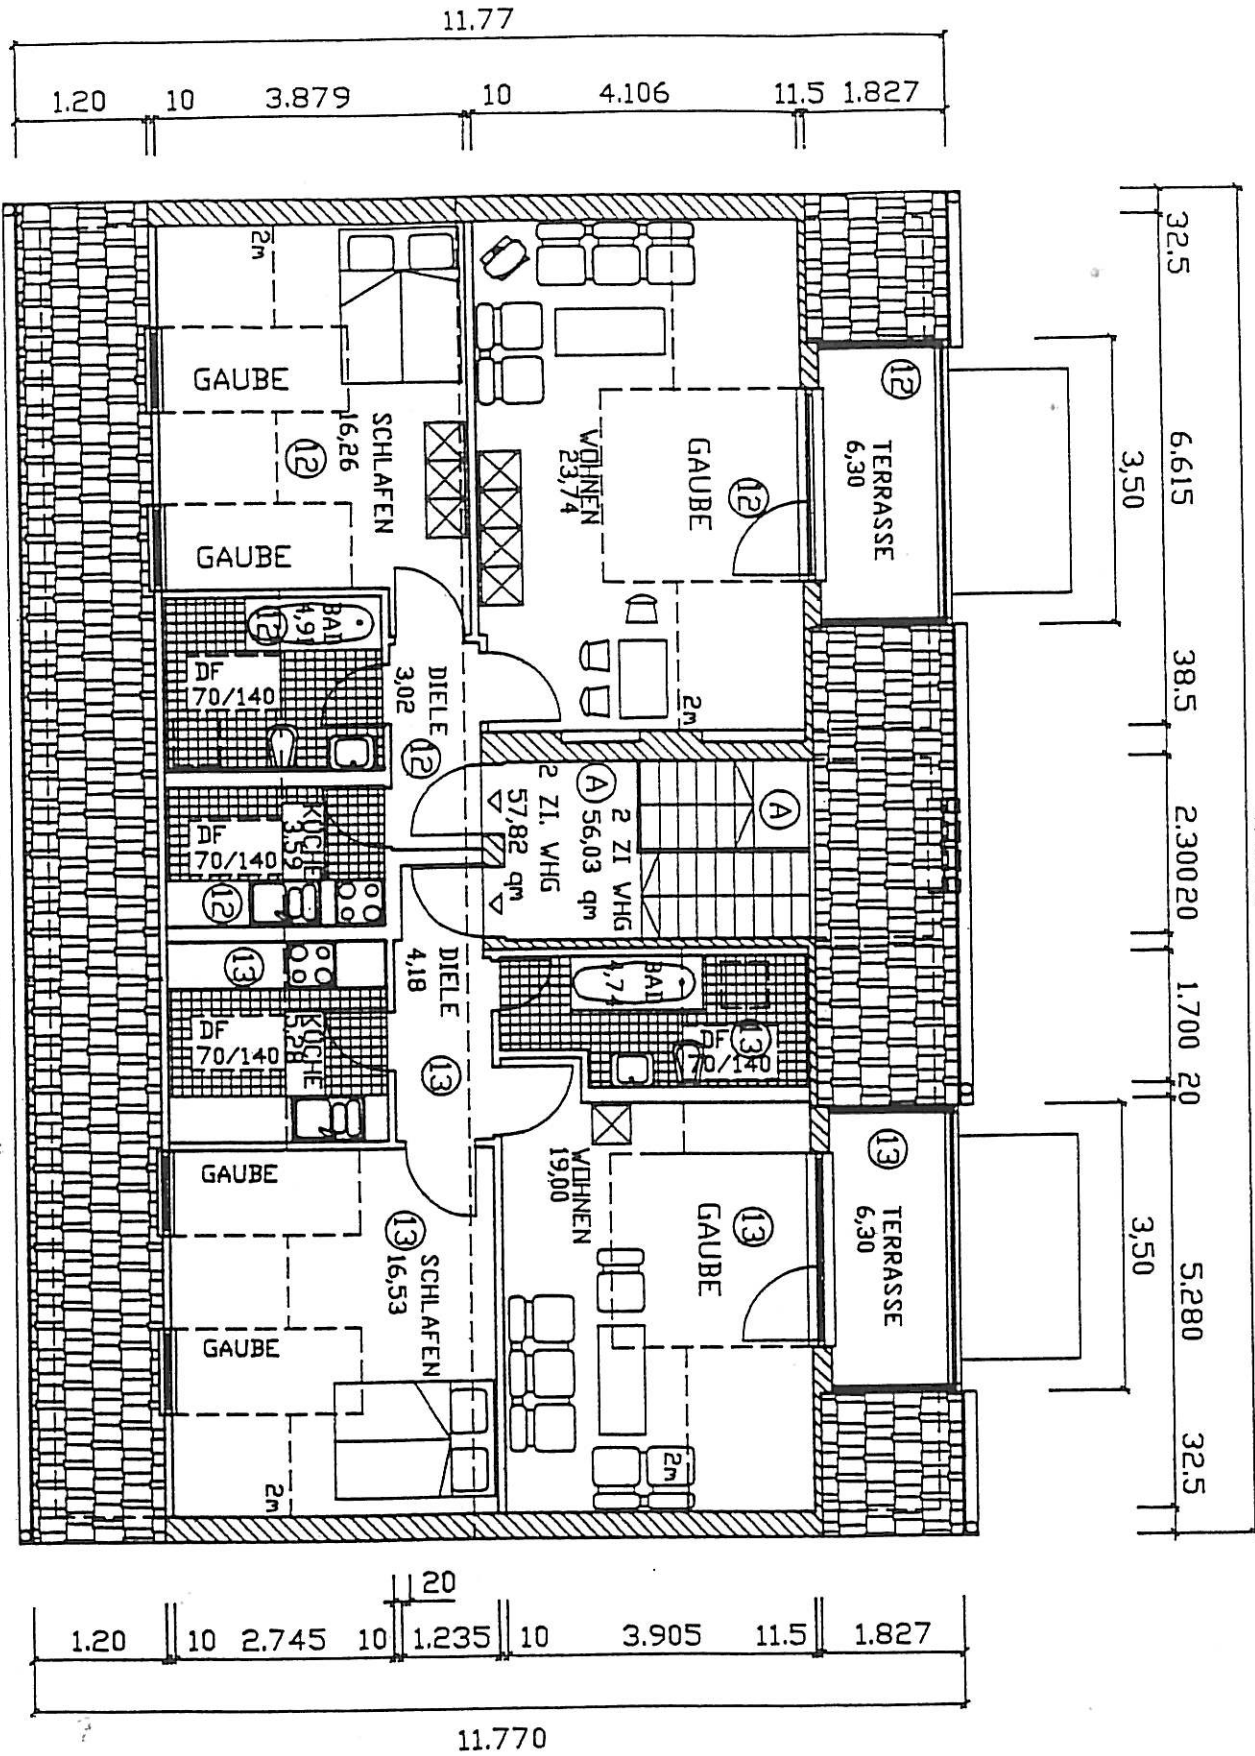 11.77
1.20 10 3.879 10 4.106 11.5 1.827
32.5
6.615
3,50
38.5
2.300
20
1.700
20
5.280
3,50
32.5
2m
GAUBE
SCHLAFEN
16,26
12
GAUBE
WOHNEN
23,74
GAUBE
12
12
TERRASSE
6,30
2m
BAD
4,91
12
DF
70/140
DIELE
3,02
12
KÜCHE
3,59
DF
70/140
12
2 ZI. WHG
57,82 qm
A
2 ZI WHG
56,03 qm
A
13
DIELE
4,18
13
KÜCHE
5,28
DF
70/140
BAD
4,74
13
DF
70/140
GAUBE
13
SCHLAFEN
16,53
GAUBE
2m
WOHNEN
19,00
GAUBE
13
13
TERRASSE
6,30
2m
20
1.20 10 2.745 10 1.235 10 3.905 11.5 1.827
11.770